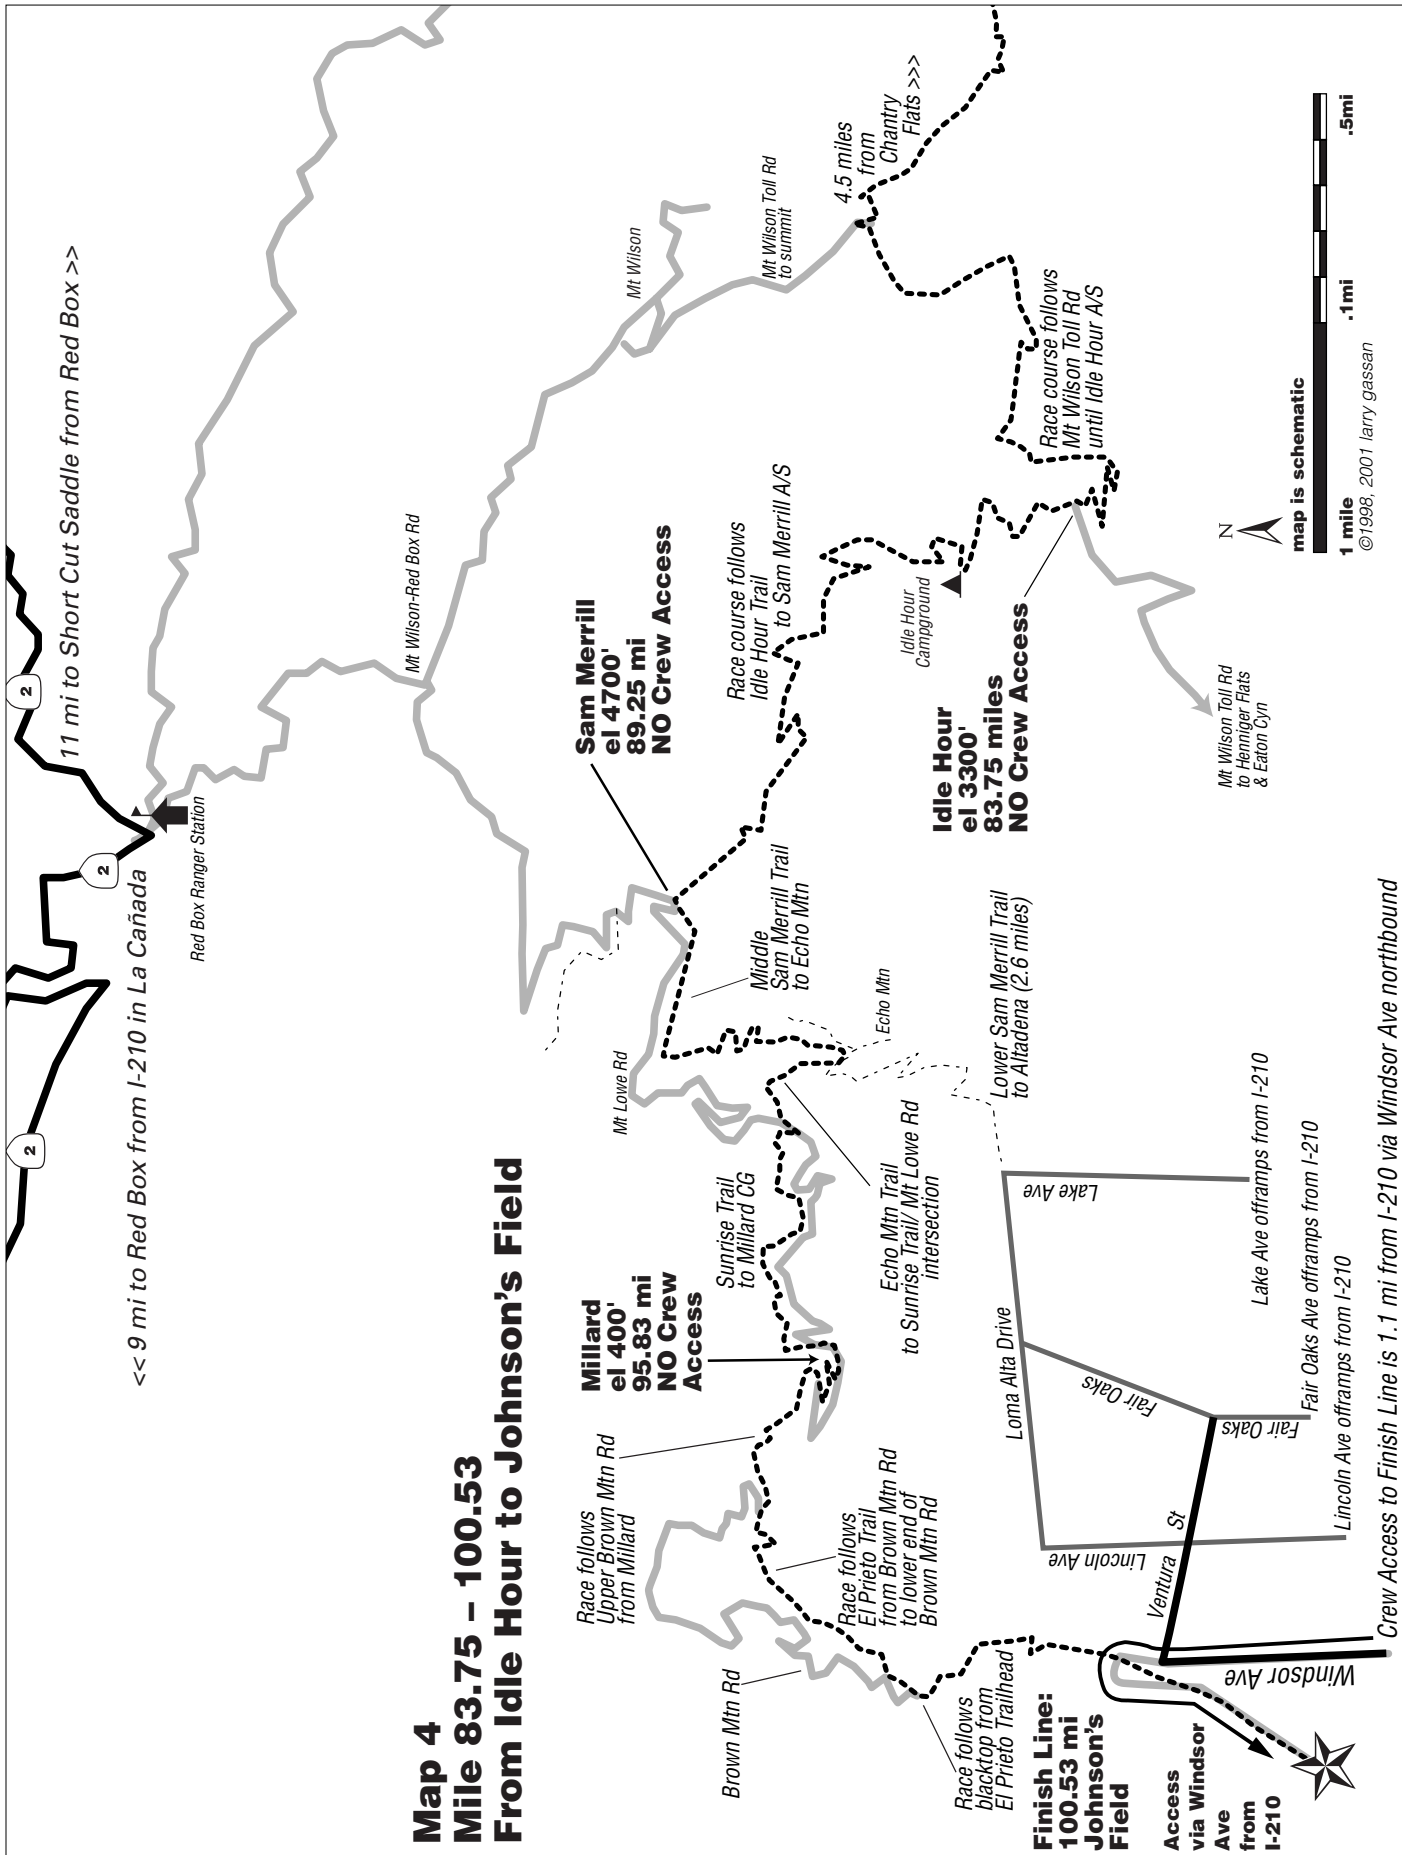 Map 4
Mile 83.75 – 100.53
From Idle Hour to Johnson's Field
<< 9 mi to Red Box from I-210 in La Cañada
11 mi to Short Cut Saddle from Red Box >>
2
2
2
Red Box Ranger Station
Mt Wilson-Red Box Rd
Mt Wilson
Mt Wilson Toll Rd
to summit
4.5 miles
from
Chantry
Flats >>>
Race course follows
Mt Wilson Toll Rd
until Idle Hour A/S
Sam Merrill
el 4700'
89.25 mi
NO Crew Access
Race course follows
Idle Hour Trail
to Sam Merrill A/S
Idle Hour
Campground
Idle Hour
el 3300'
83.75 miles
NO Crew Access
Mt Wilson Toll Rd
to Henniger Flats
& Eaton Cyn
Middle
Sam Merrill Trail
to Echo Mtn
Mt Lowe Rd
Echo Mtn
Lower Sam Merrill Trail
to Altadena (2.6 miles)
Echo Mtn Trail
to Sunrise Trail/ Mt Lowe Rd
intersection
Sunrise Trail
to Millard CG
Millard
el 400'
95.83 mi
NO Crew
Access
Race follows
Upper Brown Mtn Rd
from Millard
Brown Mtn Rd
Race follows
El Prieto Trail
from Brown Mtn Rd
to lower end of
Brown Mtn Rd
Race follows
blacktop from
El Prieto Trailhead
Finish Line:
100.53 mi
Johnson's
Field
Access
via Windsor
Ave
from
I-210
Windsor Ave
Ventura St
Lincoln Ave
Loma Alta Drive
Fair Oaks
Fair Oaks
Lake Ave
Lake Ave offramps from I-210
Fair Oaks Ave offramps from I-210
Lincoln Ave offramps from I-210
Crew Access to Finish Line is 1.1 mi from I-210 via Windsor Ave northbound
N
map is schematic
1 mile
.1mi
.5mi
©1998, 2001 larry gassan